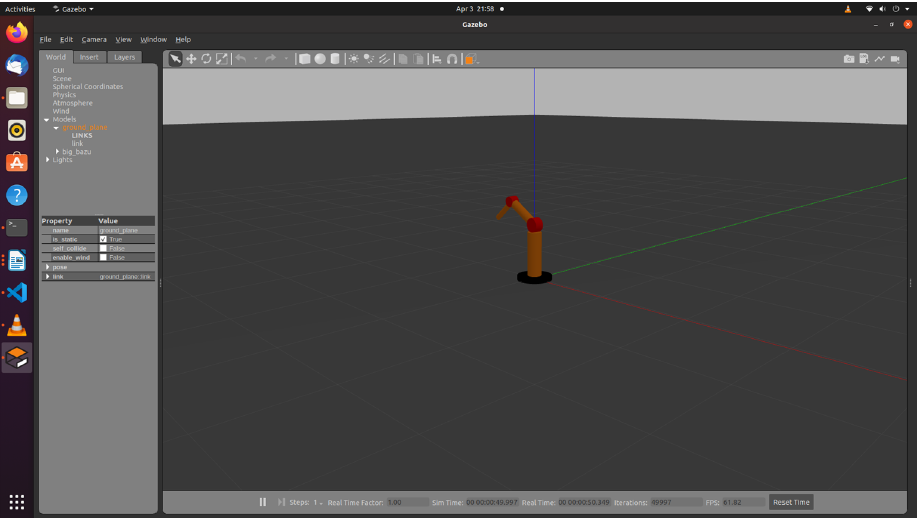 Activities Gazebo Apr 3 21:58
Gazebo
File Edit Camera View Window Help
World Insert Layers
GUI
Scene
Spherical Coordinates
Physics
Atmosphere
Wind
Models
ground_plane
LINKS
link
big_bazu
Lights
Property Value
name ground_plane
is_static True
self_collide False
enable_wind False
pose
link ground_plane::link
Steps: 1 Real Time Factor: 1.00 Sim Time: 00 00:00:49.997 Real Time: 00 00:00:50.349 Iterations: 49997 FPS: 61.82 Reset Time